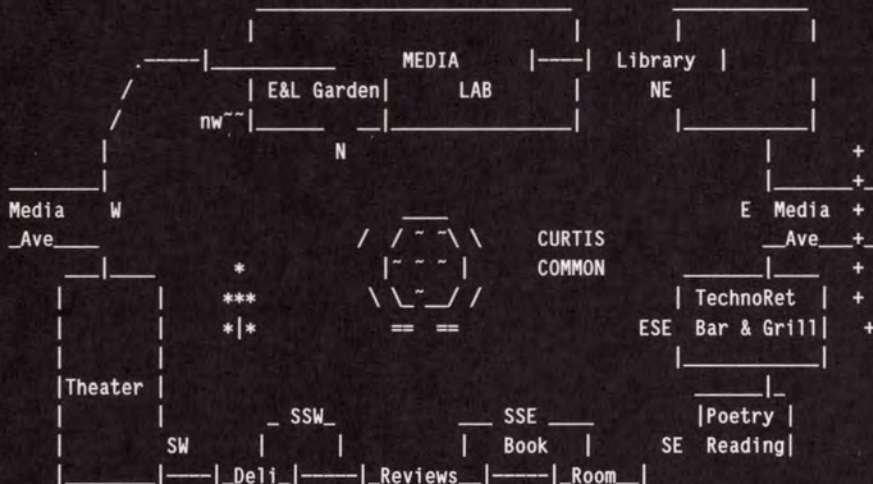 MEDIA Library
E&L Garden LAB NE
nw~~
N
Media W E Media
Ave CURTIS Ave
COMMON
TechnoRet
ESE Bar & Grill
Theater
SSW SSE Poetry
SW Book SE Reading
Deli Reviews Room